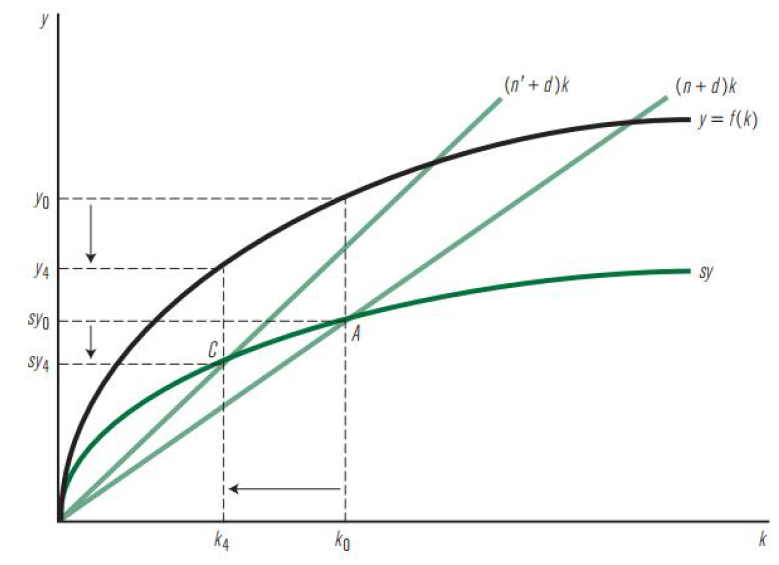 y
(n′ + d)k
(n + d)k
y = f(k)
y₀
y₄
sy
sy₀
A
C
sy₄
k₄
k₀
k